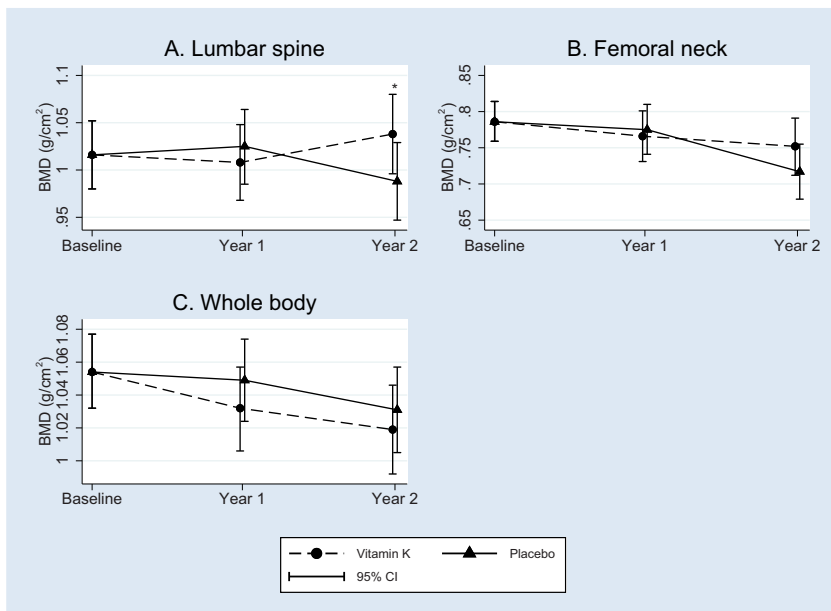 A. Lumbar spine
BMD (g/cm²)
1.1
1.05
1
.95
*
Baseline Year 1 Year 2
B. Femoral neck
BMD (g/cm²)
.85
.8
.75
.7
.65
Baseline Year 1 Year 2
C. Whole body
BMD (g/cm²)
1.08
1.06
1.04
1.02
1
Baseline Year 1 Year 2
Vitamin K Placebo
95% CI